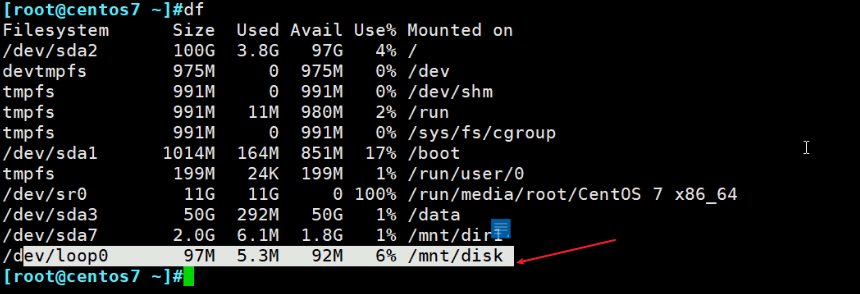 [root@centos7 ~]#df
Filesystem Size Used Avail Use% Mounted on
/dev/sda2 100G 3.8G 97G 4% /
devtmpfs 975M 0 975M 0% /dev
tmpfs 991M 0 991M 0% /dev/shm
tmpfs 991M 11M 980M 2% /run
tmpfs 991M 0 991M 0% /sys/fs/cgroup
/dev/sda1 1014M 164M 851M 17% /boot
tmpfs 199M 24K 199M 1% /run/user/0
/dev/sr0 11G 11G 0 100% /run/media/root/CentOS 7 x86_64
/dev/sda3 50G 292M 50G 1% /data
/dev/sda7 2.0G 6.1M 1.8G 1% /mnt/dir1
/dev/loop0 97M 5.3M 92M 6% /mnt/disk
[root@centos7 ~]#